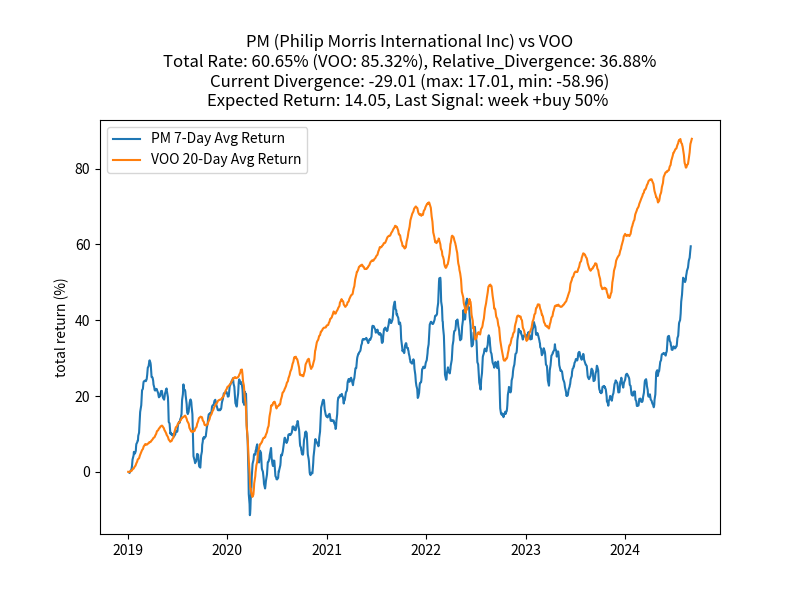 PM (Philip Morris International Inc) vs VOO
Total Rate: 60.65% (VOO: 85.32%), Relative_Divergence: 36.88%
Current Divergence: -29.01 (max: 17.01, min: -58.96)
Expected Return: 14.05, Last Signal: week +buy 50%
PM 7-Day Avg Return
VOO 20-Day Avg Return
total return (%)
80
60
40
20
0
2019
2020
2021
2022
2023
2024